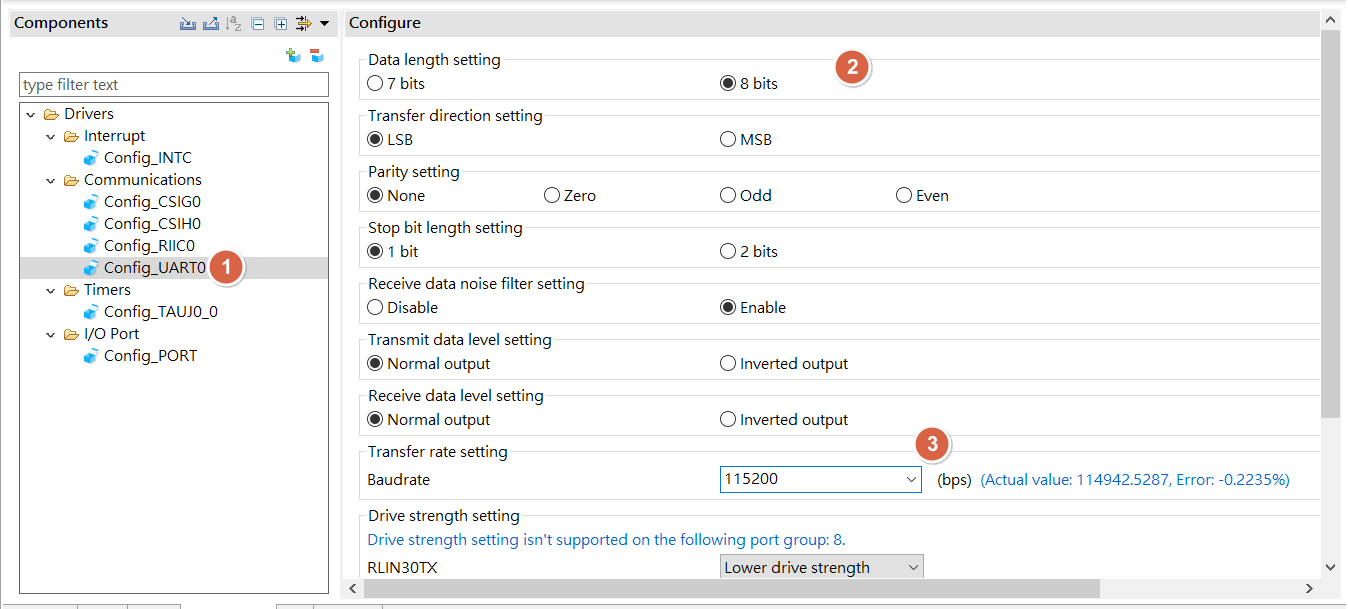 Components
type filter text
Drivers
Interrupt
Config_INTC
Communications
Config_CSIG0
Config_CSIH0
Config_RIIC0
Config_UART0 1
Timers
Config_TAUJ0_0
I/O Port
Config_PORT
Configure
Data length setting
7 bits 8 bits 2
Transfer direction setting
LSB MSB
Parity setting
None Zero Odd Even
Stop bit length setting
1 bit 2 bits
Receive data noise filter setting
Disable Enable
Transmit data level setting
Normal output Inverted output
Receive data level setting
Normal output Inverted output
Transfer rate setting 3
Baudrate 115200 (bps) (Actual value: 114942.5287, Error: -0.2235%)
Drive strength setting
Drive strength setting isn't supported on the following port group: 8.
RLIN30TX Lower drive strength